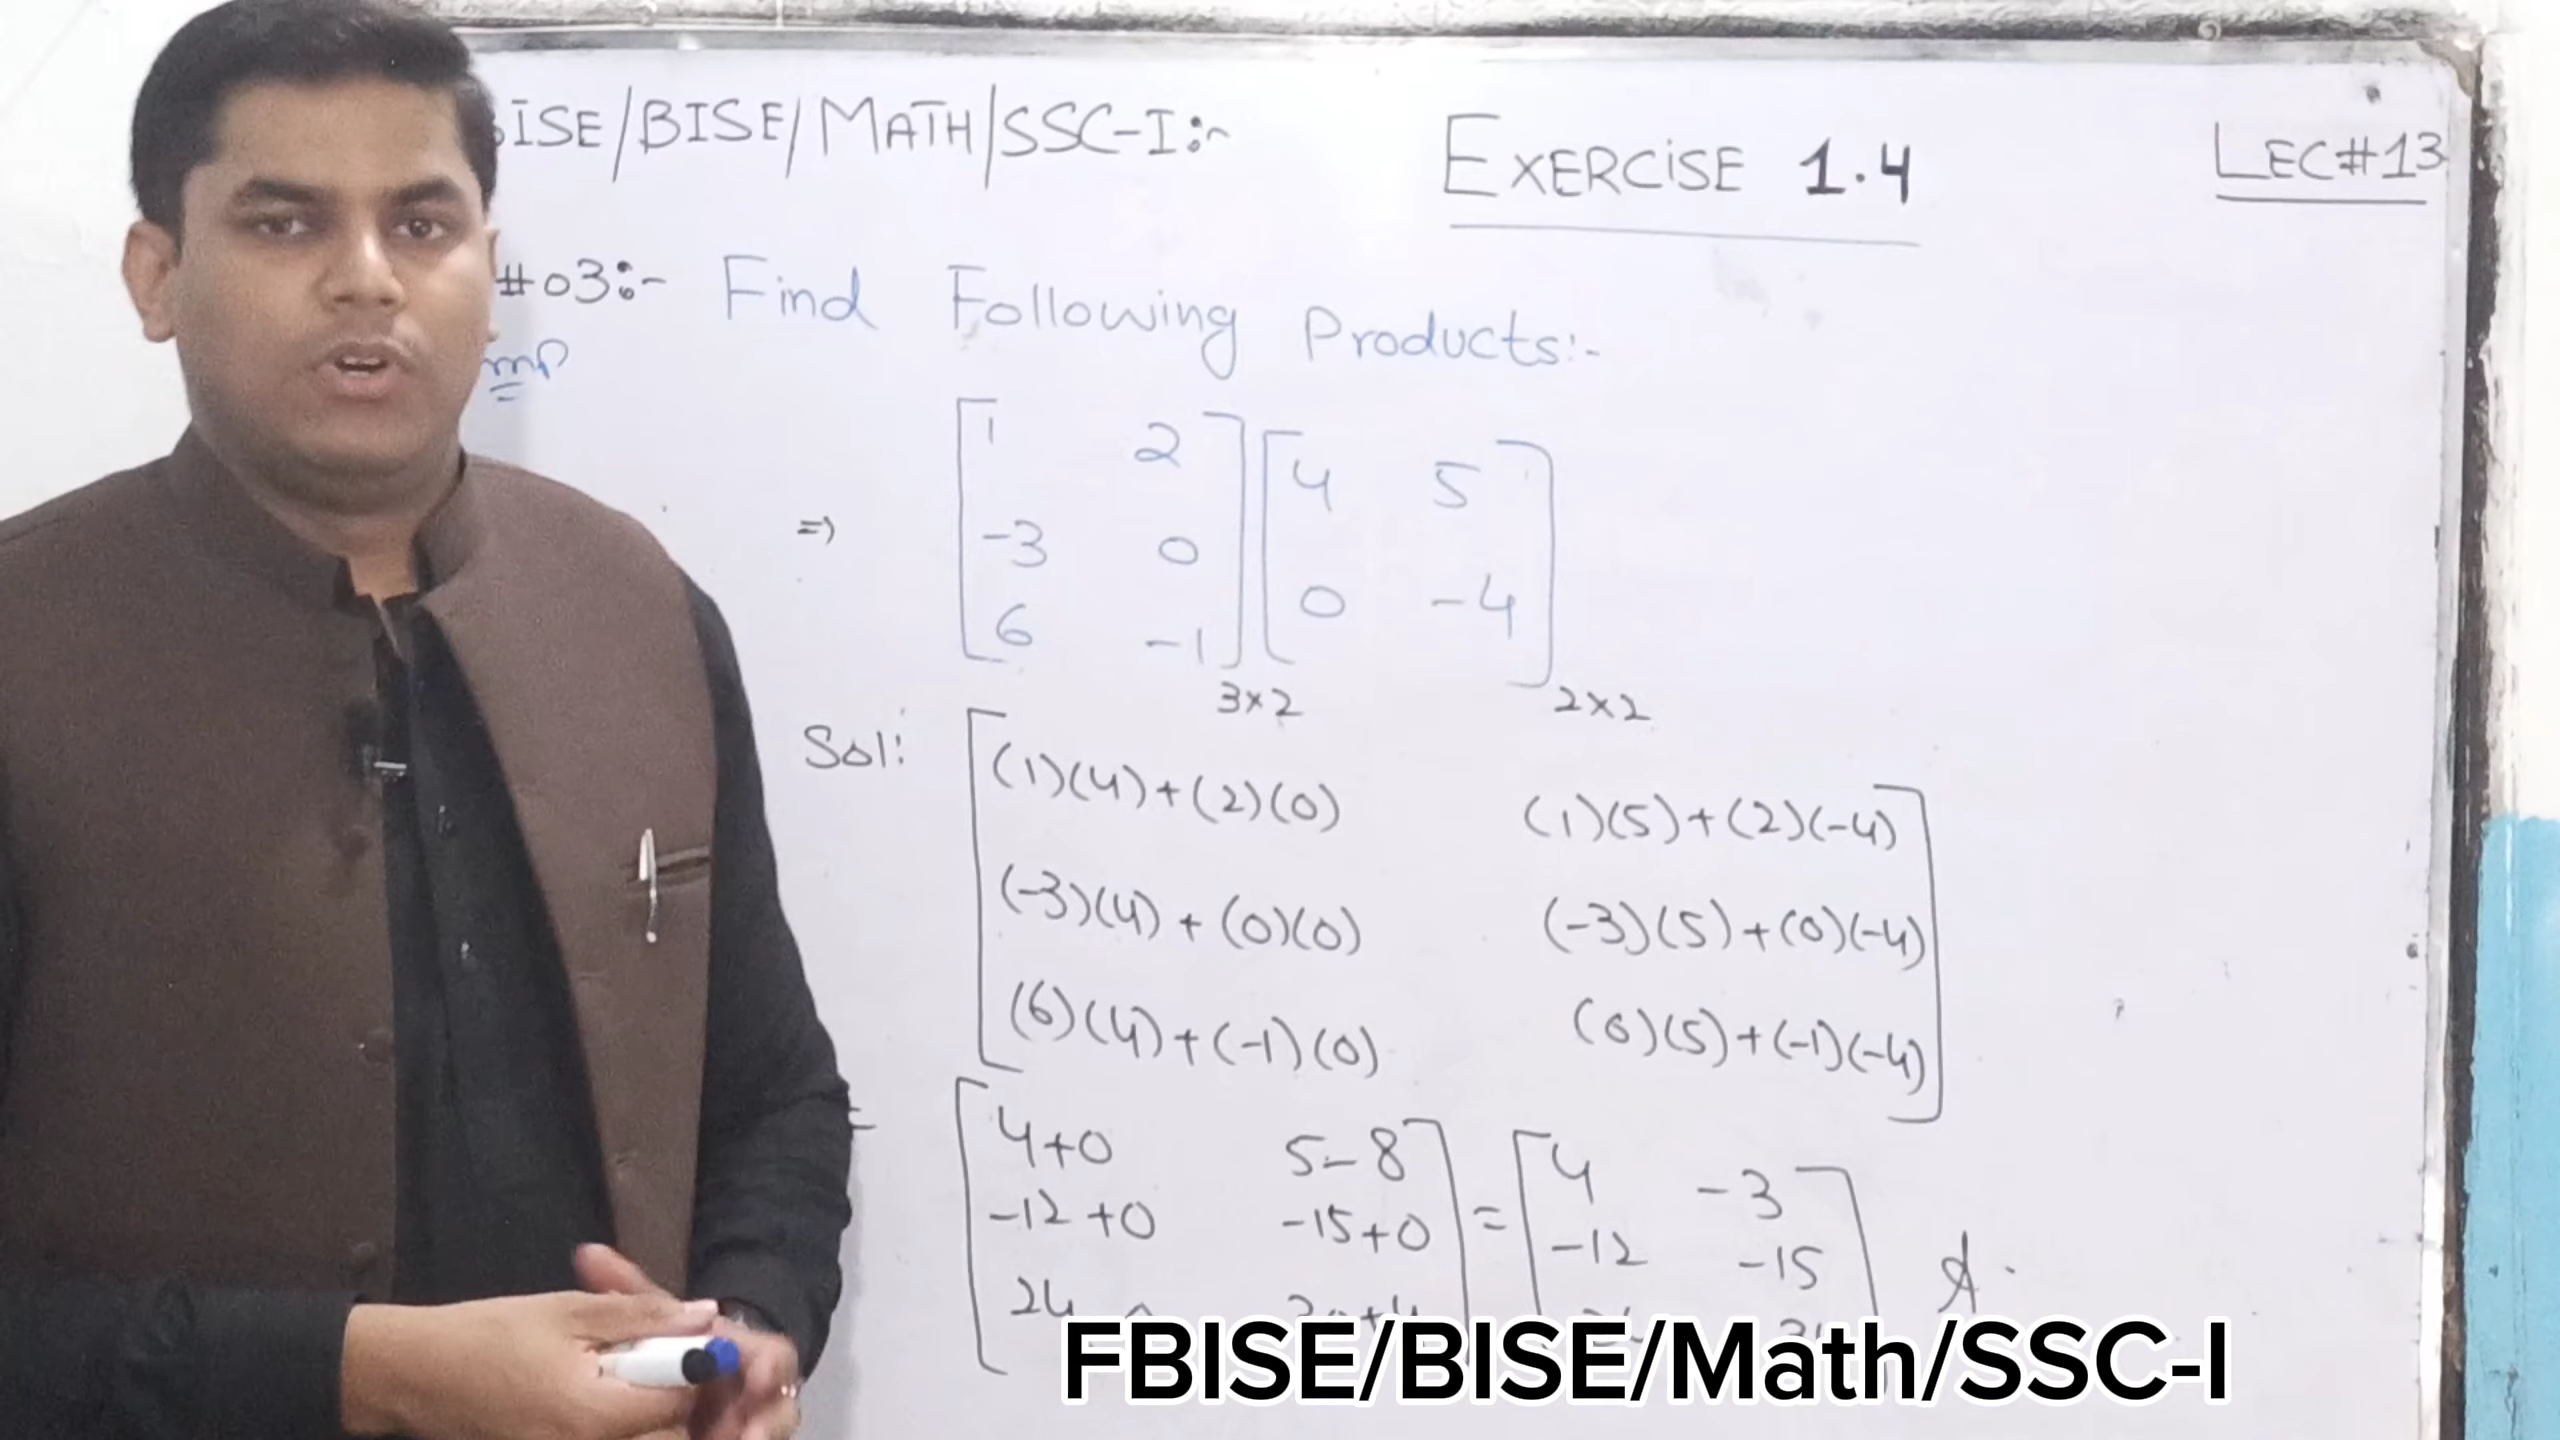 BISE/BISE/MATH/SSC-I:-
EXERCISE 1.4
LEC#13
#03:- Find Following Products:-
=> [1 2] [4 5]
[-3 0] [0 -4]
[6 -1]
3×2 2×2
Sol: [(1)(4)+(2)(0) (1)(5)+(2)(-4)]
[(-3)(4)+(0)(0) (-3)(5)+(0)(-4)]
[(6)(4)+(-1)(0) (6)(5)+(-1)(-4)]
= [4+0 5-8] = [4 -3]
[-12+0 -15+0] [-12 -15]
FBISE/BISE/Math/SSC-I